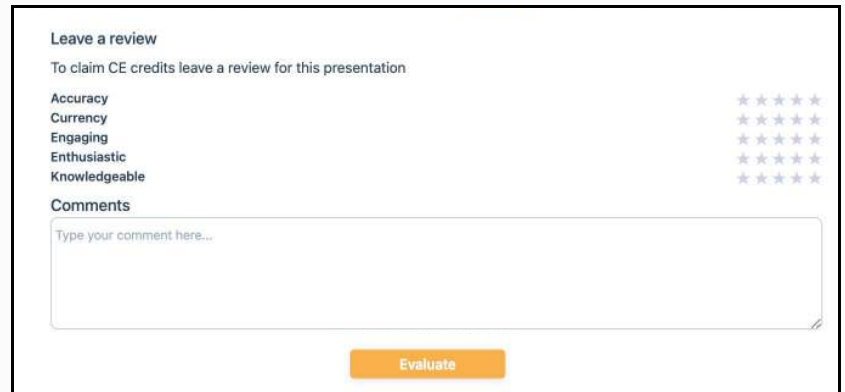 Leave a review
To claim CE credits leave a review for this presentation
Accuracy
Currency
Engaging
Enthusiastic
Knowledgeable
Comments
Type your comment here...
Evaluate